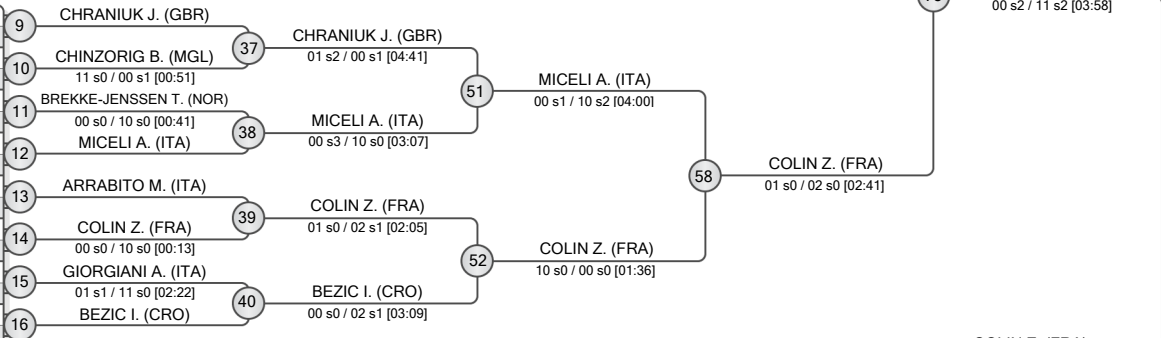 9
CHRANIUK J. (GBR)
10
CHINZORIG B. (MGL)
11 s0 / 00 s1 [00:51]
11
BREKKE-JENSSEN T. (NOR)
00 s0 / 10 s0 [00:41]
12
MICELI A. (ITA)
13
ARRABITO M. (ITA)
14
COLIN Z. (FRA)
00 s0 / 10 s0 [00:13]
15
GIORGIANI A. (ITA)
01 s1 / 11 s0 [02:22]
16
BEZIC I. (CRO)
37
CHRANIUK J. (GBR)
01 s2 / 00 s1 [04:41]
38
MICELI A. (ITA)
00 s3 / 10 s0 [03:07]
39
COLIN Z. (FRA)
01 s0 / 02 s1 [02:05]
40
BEZIC I. (CRO)
00 s0 / 02 s1 [03:09]
51
MICELI A. (ITA)
00 s1 / 10 s2 [04:00]
52
COLIN Z. (FRA)
10 s0 / 00 s0 [01:36]
58
COLIN Z. (FRA)
01 s0 / 02 s0 [02:41]
00 s2 / 11 s2 [03:58]